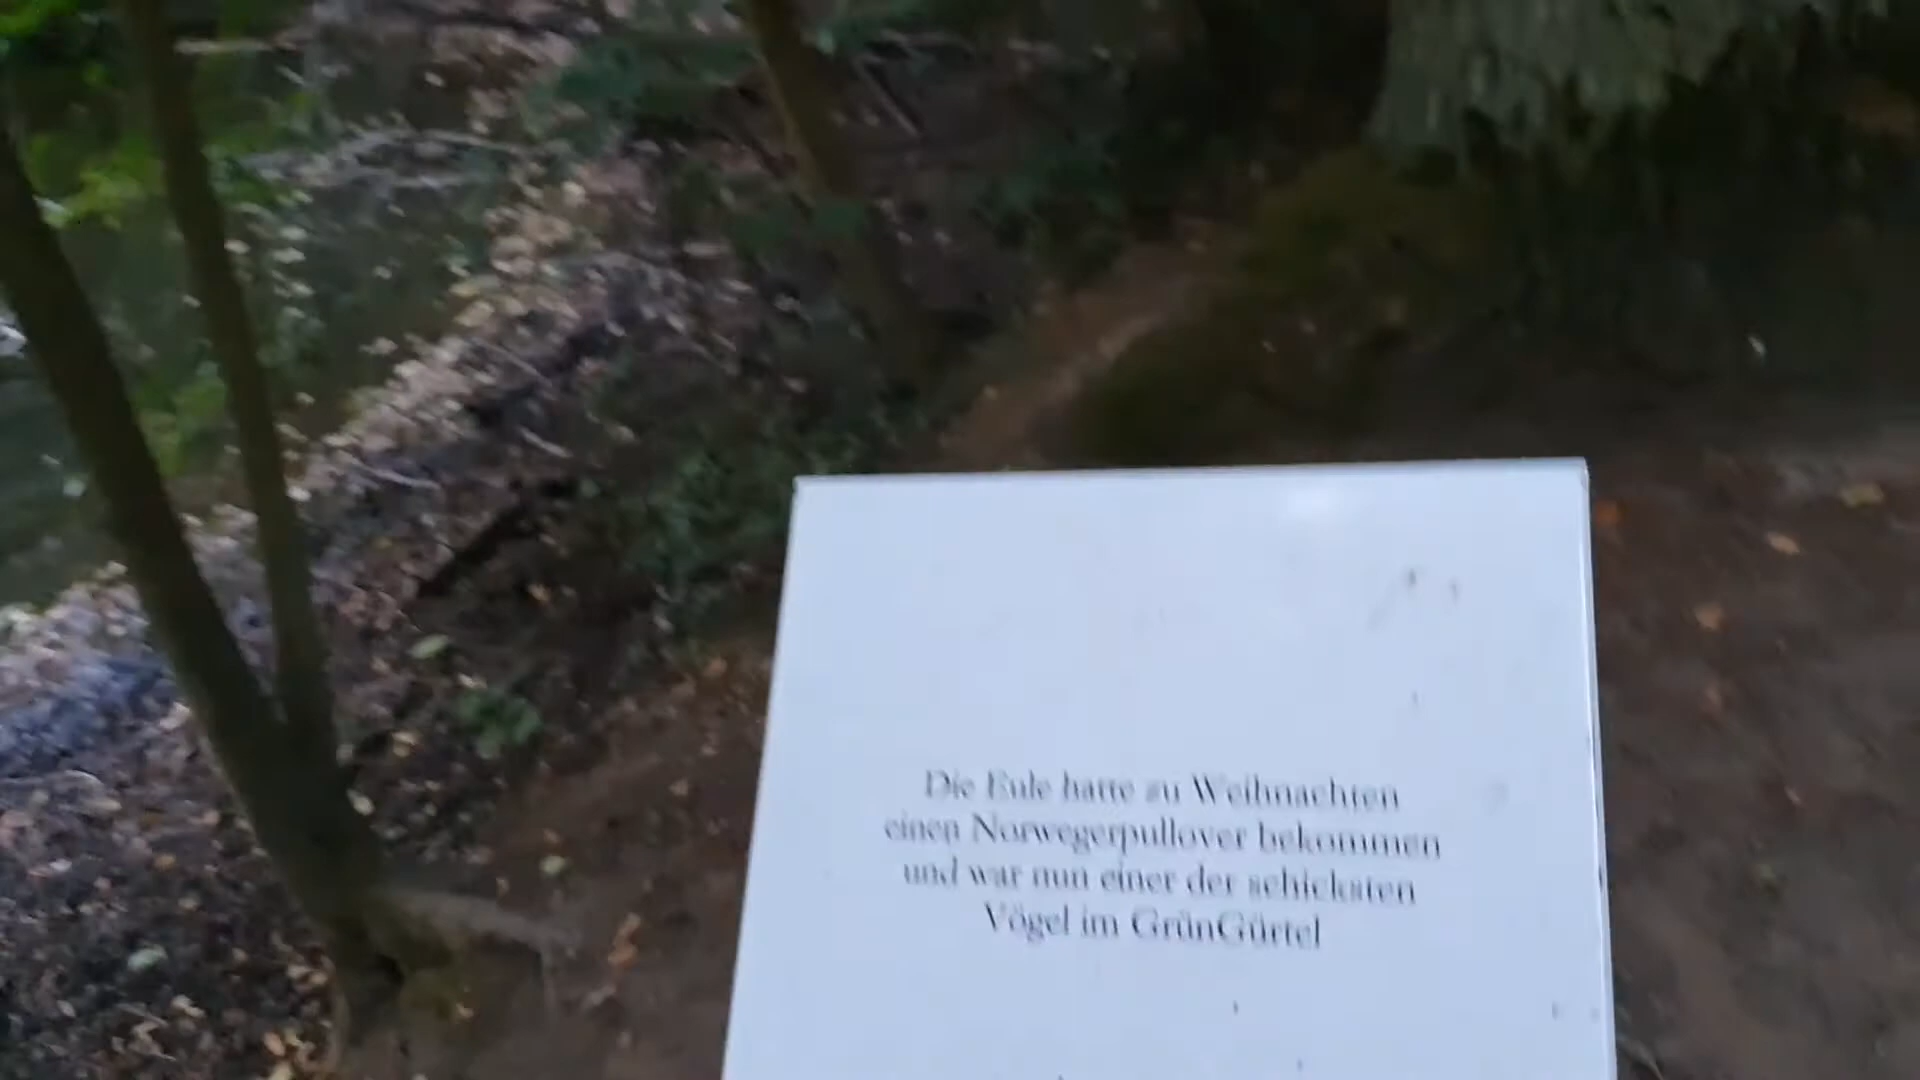 Die Eule hatte zu Weihnachten
einen Norwegerpullover bekommen
und war nun einer der schicksten
Vögel im GrünGürtel